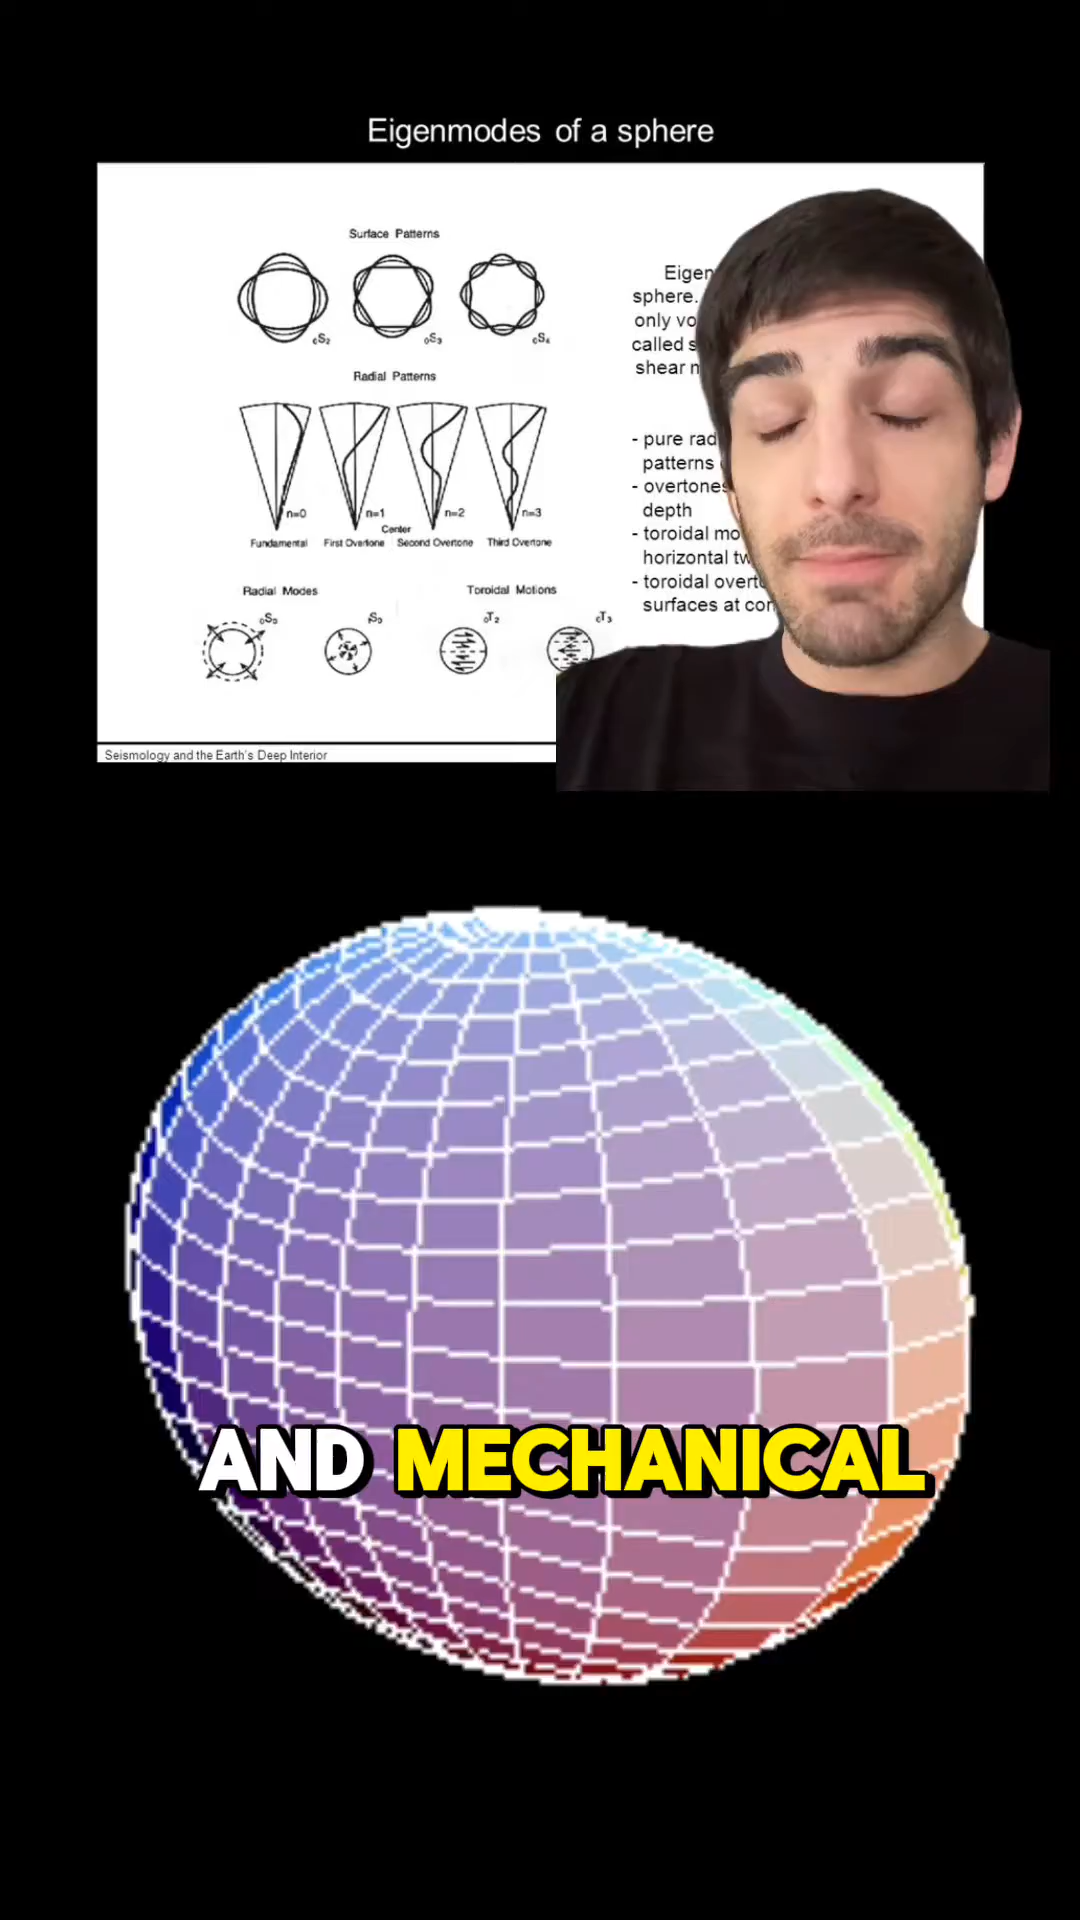 Eigenmodes of a sphere
Surface Patterns
₀S₂ ₀S₃ ₀S₄
Radial Patterns
n=0 n=1 n=2 n=3
Center
Fundamental First Overtone Second Overtone Third Overtone
Radial Modes Toroidal Motions
₀S₀ ₁S₀ ₀T₂ ₀T₃
Eigen
sphere.
only vo
called s
shear n
- pure rad
patterns
- overtones
depth
- toroidal mo
horizontal tw
- toroidal overto
surfaces at con
Seismology and the Earth's Deep Interior
AND MECHANICAL